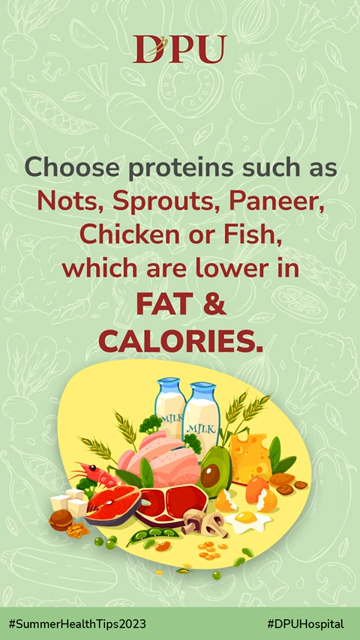 DPU
Choose proteins such as
Nots, Sprouts, Paneer,
Chicken or Fish,
which are lower in
FAT &
CALORIES.
MILK
MILK
#SummerHealthTips2023
#DPUHospital